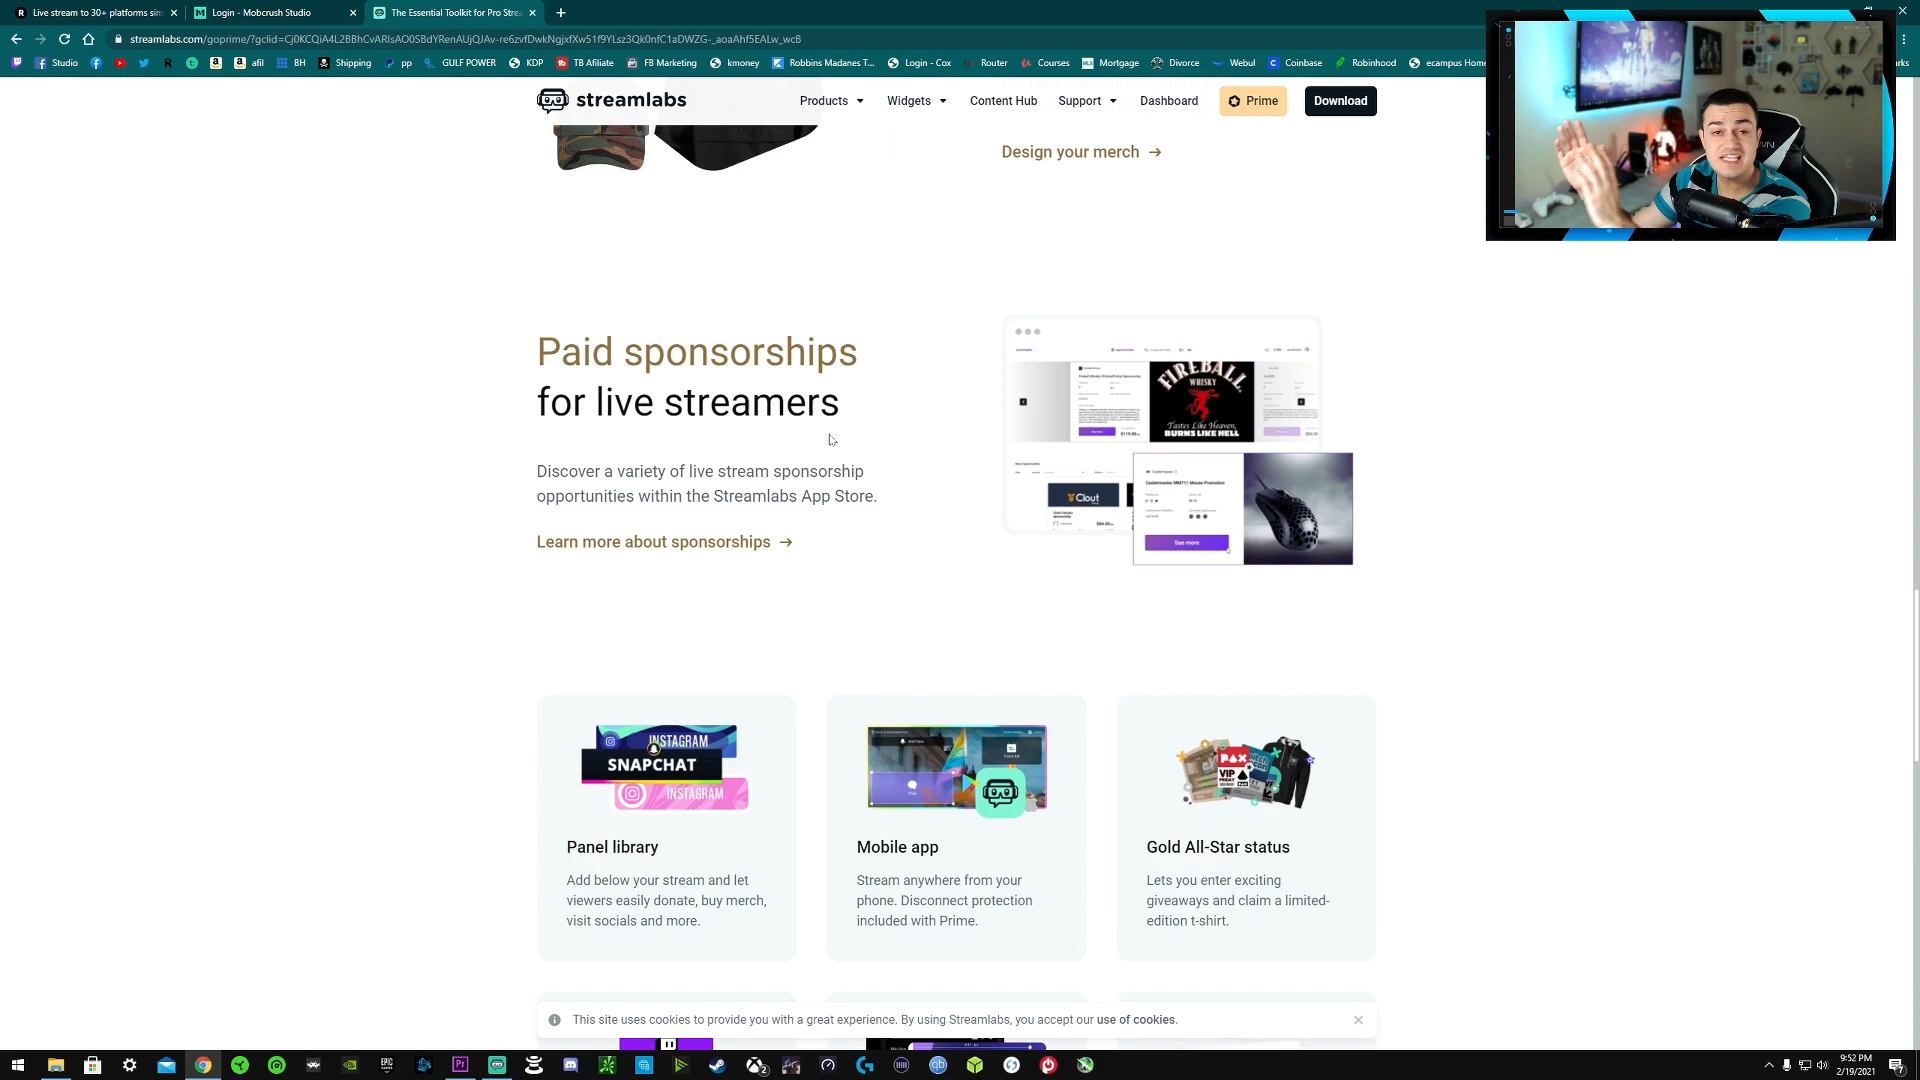 Live stream to 30+ platforms sim
Login - Mobcrush Studio
The Essential Toolkit for Pro Strea
streamlabs.com/goprime/?gclid=Cj0KCQiA4L2BBhCvARIsAO0SBdYRenAUjQJAv-re6zvfDwkNgjxfXw51f9YLsz3Qk0nfC1aDWZG-_aoaAhf5EALw_wcB
Studio
afil
BH
Shipping
pp
GULF POWER
KDP
TB Afiliate
FB Marketing
kmoney
Robbins Madanes T...
Login - Cox
Router
Courses
Mortgage
Divorce
Webul
Coinbase
Robinhood
ecampus Home
streamlabs
Products
Widgets
Content Hub
Support
Dashboard
Prime
Download
Design your merch →
Paid sponsorships
for live streamers
Discover a variety of live stream sponsorship
opportunities within the Streamlabs App Store.
Learn more about sponsorships →
FIREBALL
WHISKY
Tastes Like Heaven,
BURNS LIKE HELL
Clout
Coolermaster MM711 Mouse Promotion
See more
INSTAGRAM
SNAPCHAT
INSTAGRAM
PAX
VIP
Panel library
Add below your stream and let
viewers easily donate, buy merch,
visit socials and more.
Mobile app
Stream anywhere from your
phone. Disconnect protection
included with Prime.
Gold All-Star status
Lets you enter exciting
giveaways and claim a limited-
edition t-shirt.
This site uses cookies to provide you with a great experience. By using Streamlabs, you accept our use of cookies.
9:52 PM
2/19/2021